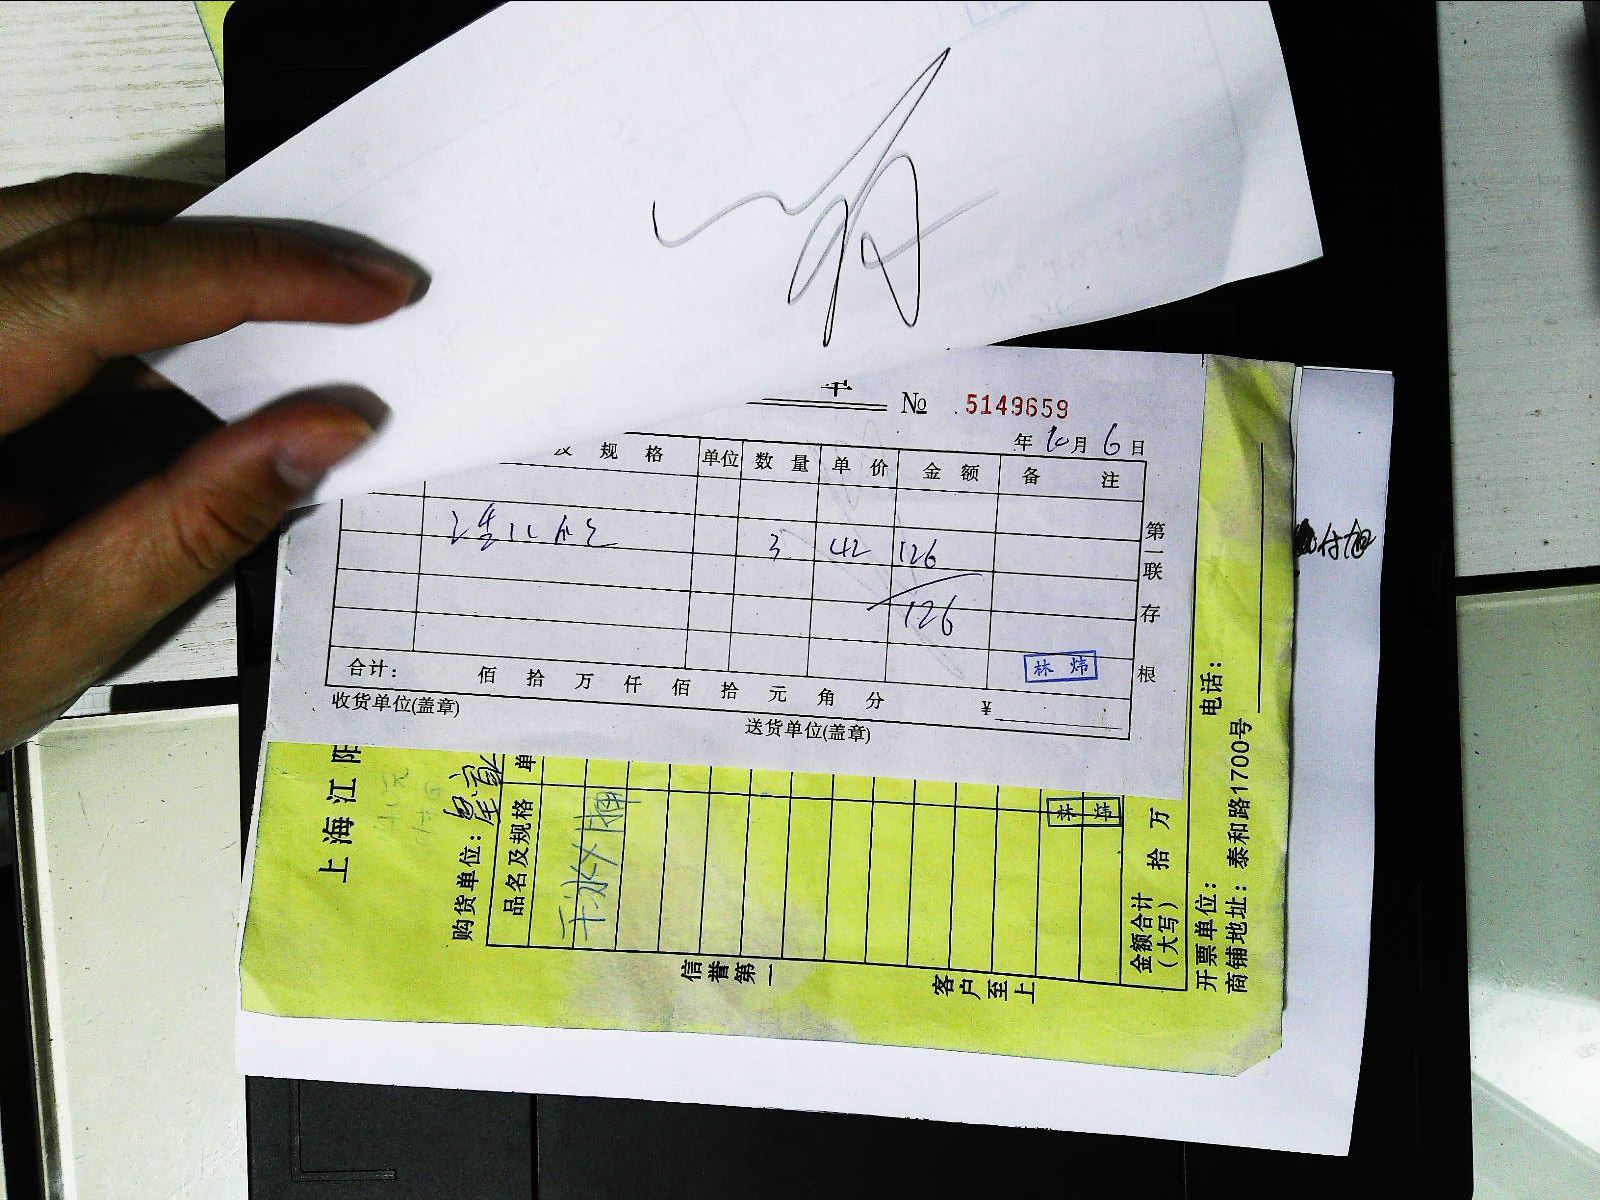 单
№ 5149659
年 10月 6日
及 规 格 单位 数 量 单 价 金 额 备 注
3 42 126
126
合计： 佰 拾 万 仟 佰 拾 元 角 分 ¥
林 炜
收货单位(盖章) 送货单位(盖章)
第一联 存根
上海江阳
购货单位：
品名及规格 单
金额合计
（大写） 拾 万
开票单位： 电话：
商铺地址：泰和路1700号
信誉第一
客户至上